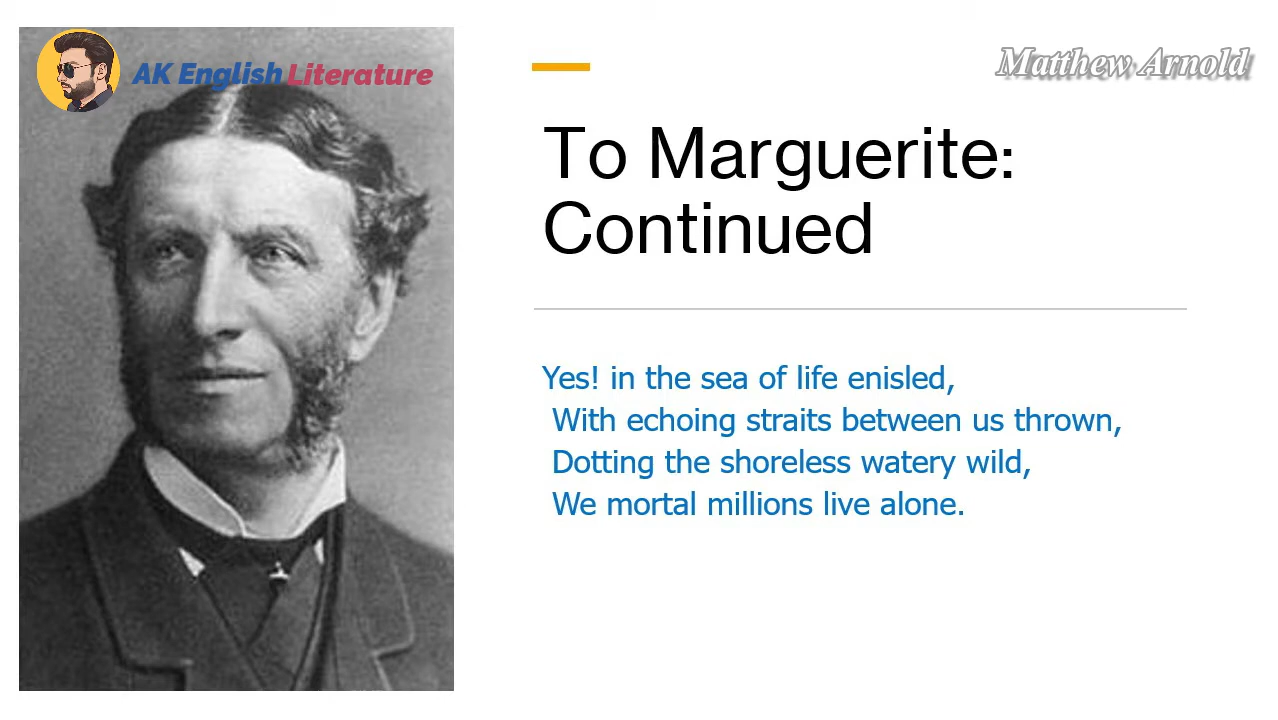 AK English Literature
Matthew Arnold
To Marguerite:
Continued
Yes! in the sea of life enisled,
With echoing straits between us thrown,
Dotting the shoreless watery wild,
We mortal millions live alone.